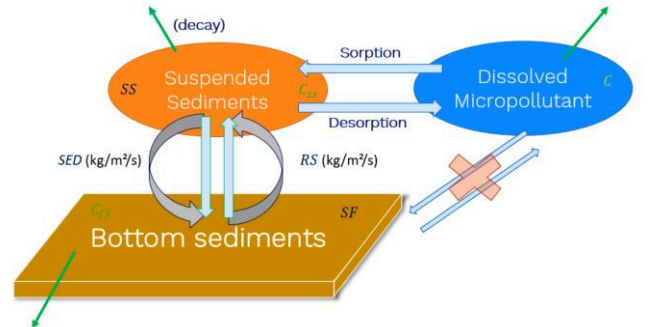 (decay)
Sorption
Suspended
Sediments
SS
C_ss
Dissolved
Micropollutant
C
Desorption
SED (kg/m²/s)
RS (kg/m²/s)
C_ff
SF
Bottom sediments